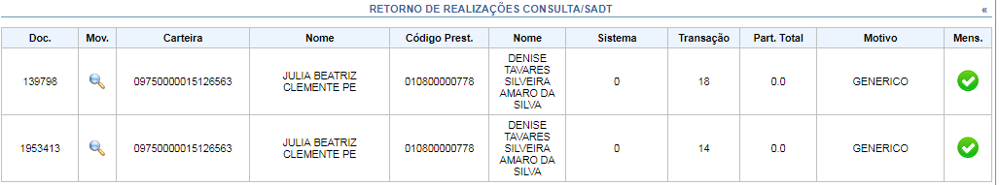 RETORNO DE REALIZAÇÕES CONSULTA/SADT «
Doc. Mov. Carteira Nome Código Prest. Nome Sistema Transação Part. Total Motivo Mens.
139798 09750000015126563 JULIA BEATRIZ
CLEMENTE PE 010800000778 DENISE
TAVARES
SILVEIRA
AMARO DA
SILVA 0 18 0.0 GENERICO
1953413 09750000015126563 JULIA BEATRIZ
CLEMENTE PE 010800000778 DENISE
TAVARES
SILVEIRA
AMARO DA
SILVA 0 14 0.0 GENERICO